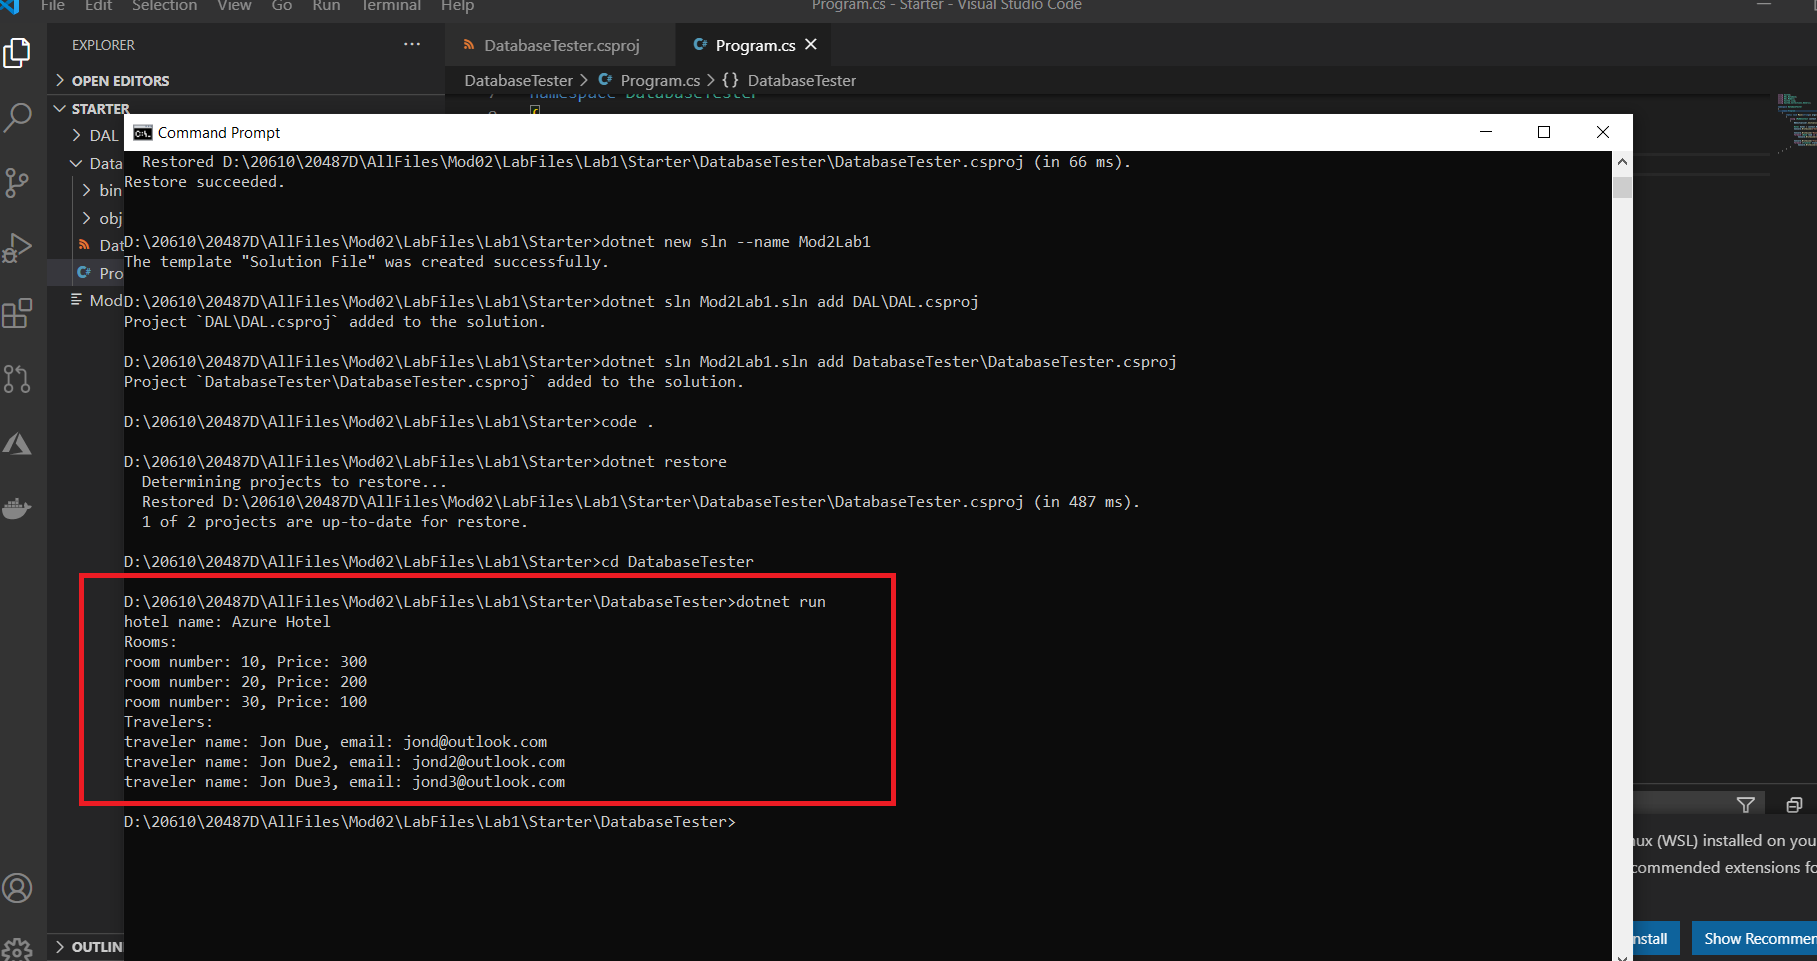 File Edit Selection View Go Run Terminal Help
Program.cs - Starter - Visual Studio Code
EXPLORER
OPEN EDITORS
STARTER
DAL
Data
bin
obj
Dat
Pro
Mod
OUTLIN
DatabaseTester.csproj
Program.cs
DatabaseTester > Program.cs > {} DatabaseTester
7 namespace DatabaseTester
{
Command Prompt
Restored D:\20610\20487D\AllFiles\Mod02\LabFiles\Lab1\Starter\DatabaseTester\DatabaseTester.csproj (in 66 ms).
Restore succeeded.
D:\20610\20487D\AllFiles\Mod02\LabFiles\Lab1\Starter>dotnet new sln --name Mod2Lab1
The template "Solution File" was created successfully.
D:\20610\20487D\AllFiles\Mod02\LabFiles\Lab1\Starter>dotnet sln Mod2Lab1.sln add DAL\DAL.csproj
Project `DAL\DAL.csproj` added to the solution.
D:\20610\20487D\AllFiles\Mod02\LabFiles\Lab1\Starter>dotnet sln Mod2Lab1.sln add DatabaseTester\DatabaseTester.csproj
Project `DatabaseTester\DatabaseTester.csproj` added to the solution.
D:\20610\20487D\AllFiles\Mod02\LabFiles\Lab1\Starter>code .
D:\20610\20487D\AllFiles\Mod02\LabFiles\Lab1\Starter>dotnet restore
Determining projects to restore...
Restored D:\20610\20487D\AllFiles\Mod02\LabFiles\Lab1\Starter\DatabaseTester\DatabaseTester.csproj (in 487 ms).
1 of 2 projects are up-to-date for restore.
D:\20610\20487D\AllFiles\Mod02\LabFiles\Lab1\Starter>cd DatabaseTester
D:\20610\20487D\AllFiles\Mod02\LabFiles\Lab1\Starter\DatabaseTester>dotnet run
hotel name: Azure Hotel
Rooms:
room number: 10, Price: 300
room number: 20, Price: 200
room number: 30, Price: 100
Travelers:
traveler name: Jon Due, email: jond@outlook.com
traveler name: Jon Due2, email: jond2@outlook.com
traveler name: Jon Due3, email: jond3@outlook.com
D:\20610\20487D\AllFiles\Mod02\LabFiles\Lab1\Starter\DatabaseTester>
nux (WSL) installed on you
commended extensions fo
nstall
Show Recommen